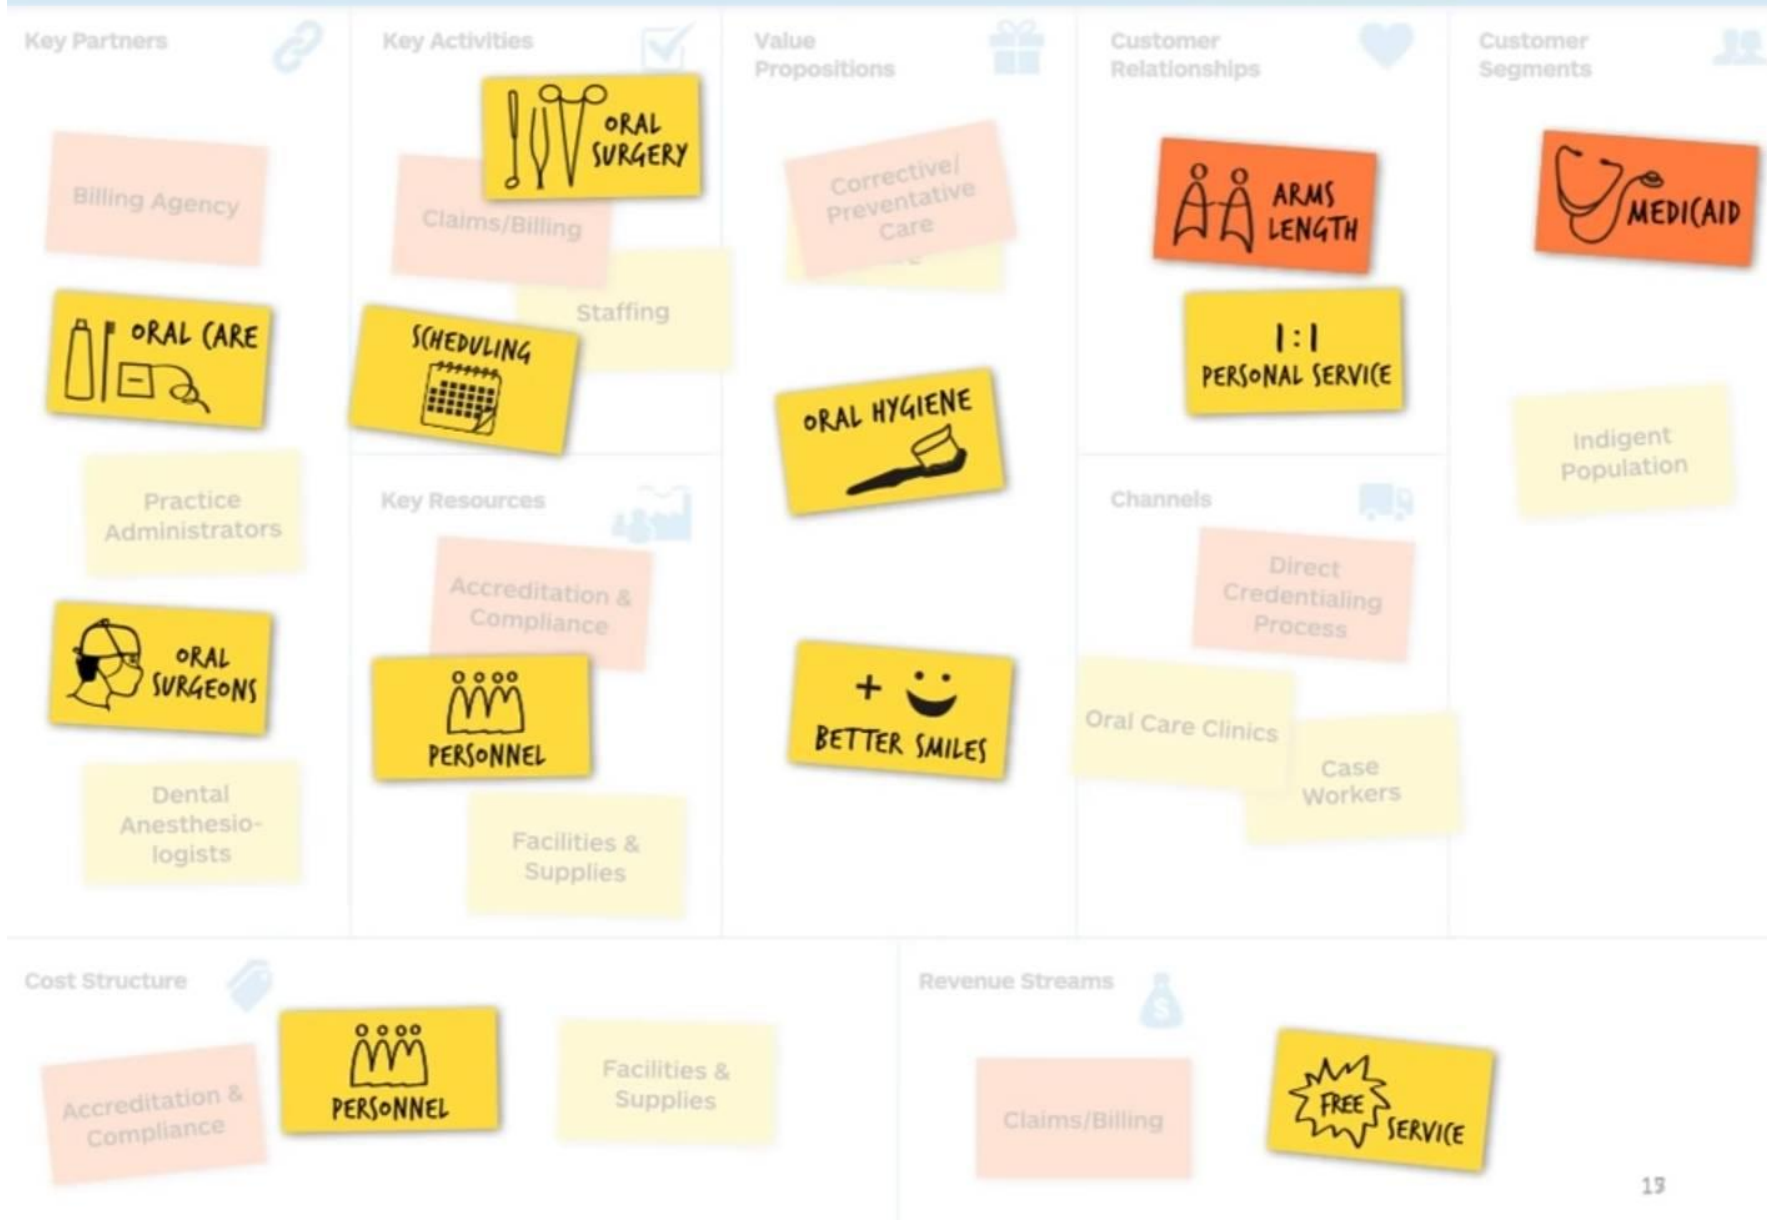 Key Partners
Billing Agency
ORAL CARE
Practice
Administrators
ORAL
SURGEONS
Dental
Anesthesio-
logists
Key Activities
ORAL
SURGERY
Claims/Billing
Staffing
SCHEDULING
Key Resources
Accreditation &
Compliance
PERSONNEL
Facilities &
Supplies
Value
Propositions
Corrective/
Preventative
Care
ORAL HYGIENE
+
BETTER SMILES
Customer
Relationships
ARMS
LENGTH
1:1
PERSONAL SERVICE
Channels
Direct
Credentialing
Process
Oral Care Clinics
Case
Workers
Customer
Segments
MEDICAID
Indigent
Population
Cost Structure
Accreditation &
Compliance
PERSONNEL
Facilities &
Supplies
Revenue Streams
$
Claims/Billing
FREE
SERVICE